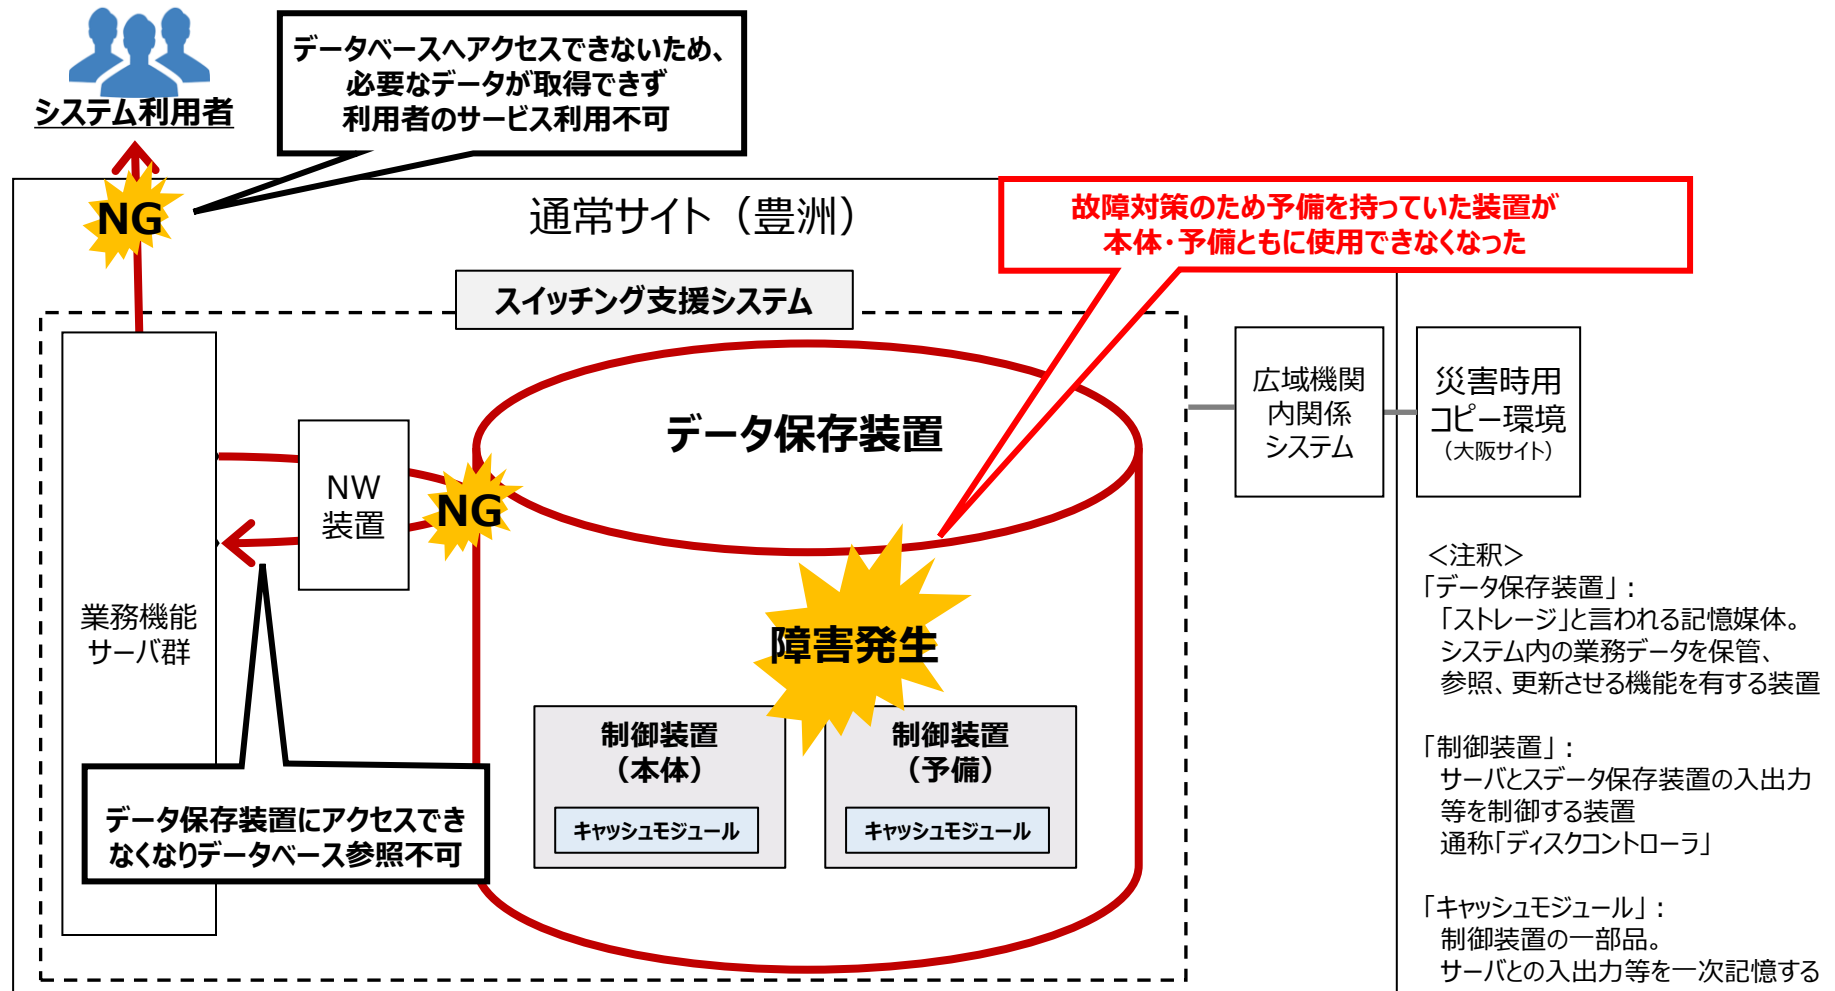 システム利用者
データベースへアクセスできないため、
必要なデータが取得できず
利用者のサービス利用不可
NG
通常サイト（豊洲）
故障対策のため予備を持っていた装置が
本体・予備ともに使用できなくなった
スイッチング支援システム
業務機能
サーバ群
NW
装置
NG
データ保存装置
障害発生
制御装置
（本体）
キャッシュモジュール
制御装置
（予備）
キャッシュモジュール
データ保存装置にアクセスでき
なくなりデータベース参照不可
広域機関
内関係
システム
災害時用
コピー環境
（大阪サイト）
＜注釈＞
「データ保存装置」：
「ストレージ」と言われる記憶媒体。
システム内の業務データを保管、
参照、更新させる機能を有する装置
「制御装置」：
サーバとスデータ保存装置の入出力
等を制御する装置
通称「ディスクコントローラ」
「キャッシュモジュール」：
制御装置の一部品。
サーバとの入出力等を一次記憶する